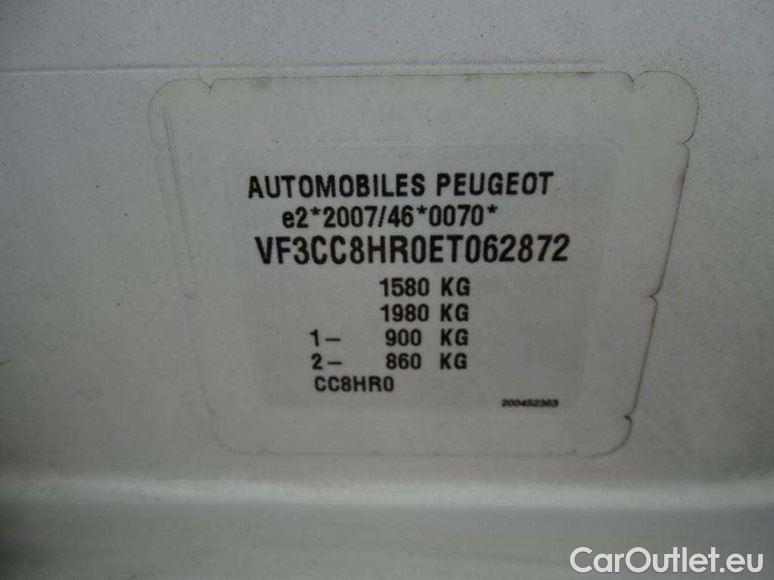 AUTOMOBILES PEUGEOT
e2*2007/46*0070*
VF3CC8HR0ET062872
1580 KG
1980 KG
1- 900 KG
2- 860 KG
CC8HR0
200452363
CarOutlet.eu